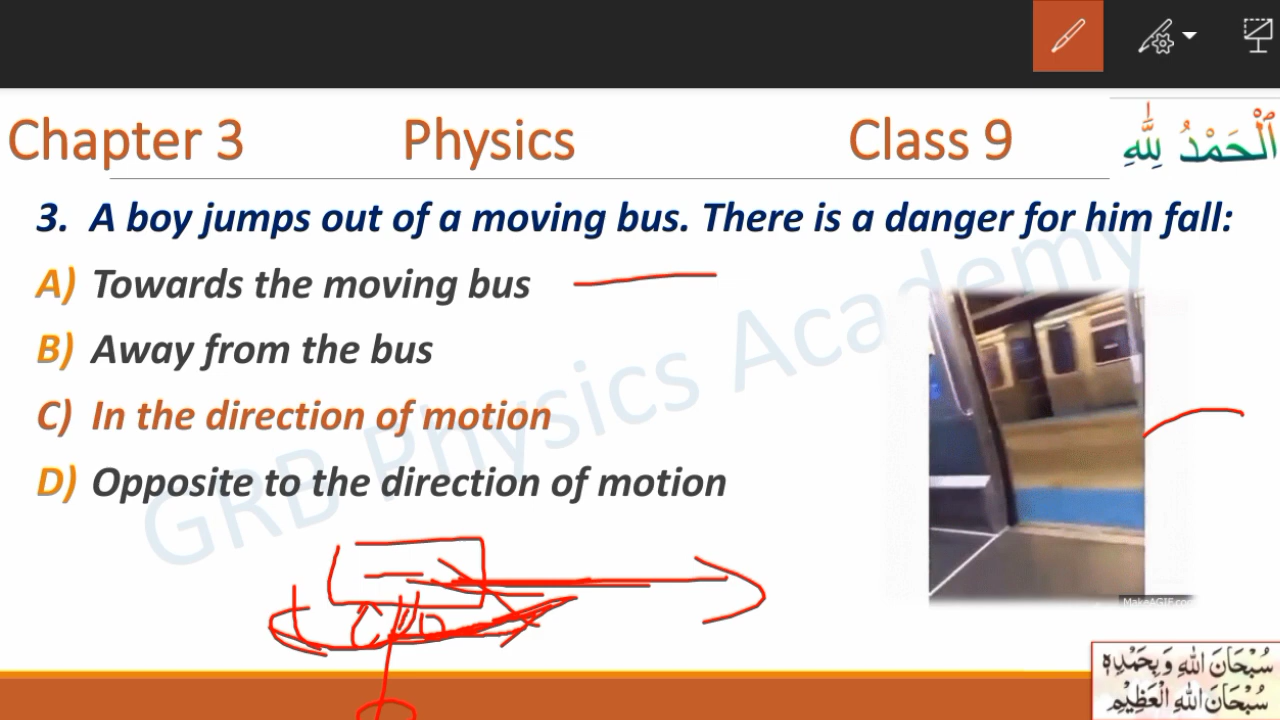 Chapter 3 Physics Class 9
اَلْحَمْدُ لِلّٰهِ
3. A boy jumps out of a moving bus. There is a danger for him fall:
A) Towards the moving bus
B) Away from the bus
C) In the direction of motion
D) Opposite to the direction of motion
GRB Physics Academy
سُبْحَانَ اللهِ وَبِحَمْدِهٖ
سُبْحَانَ اللهِ الْعَظِيْمِ